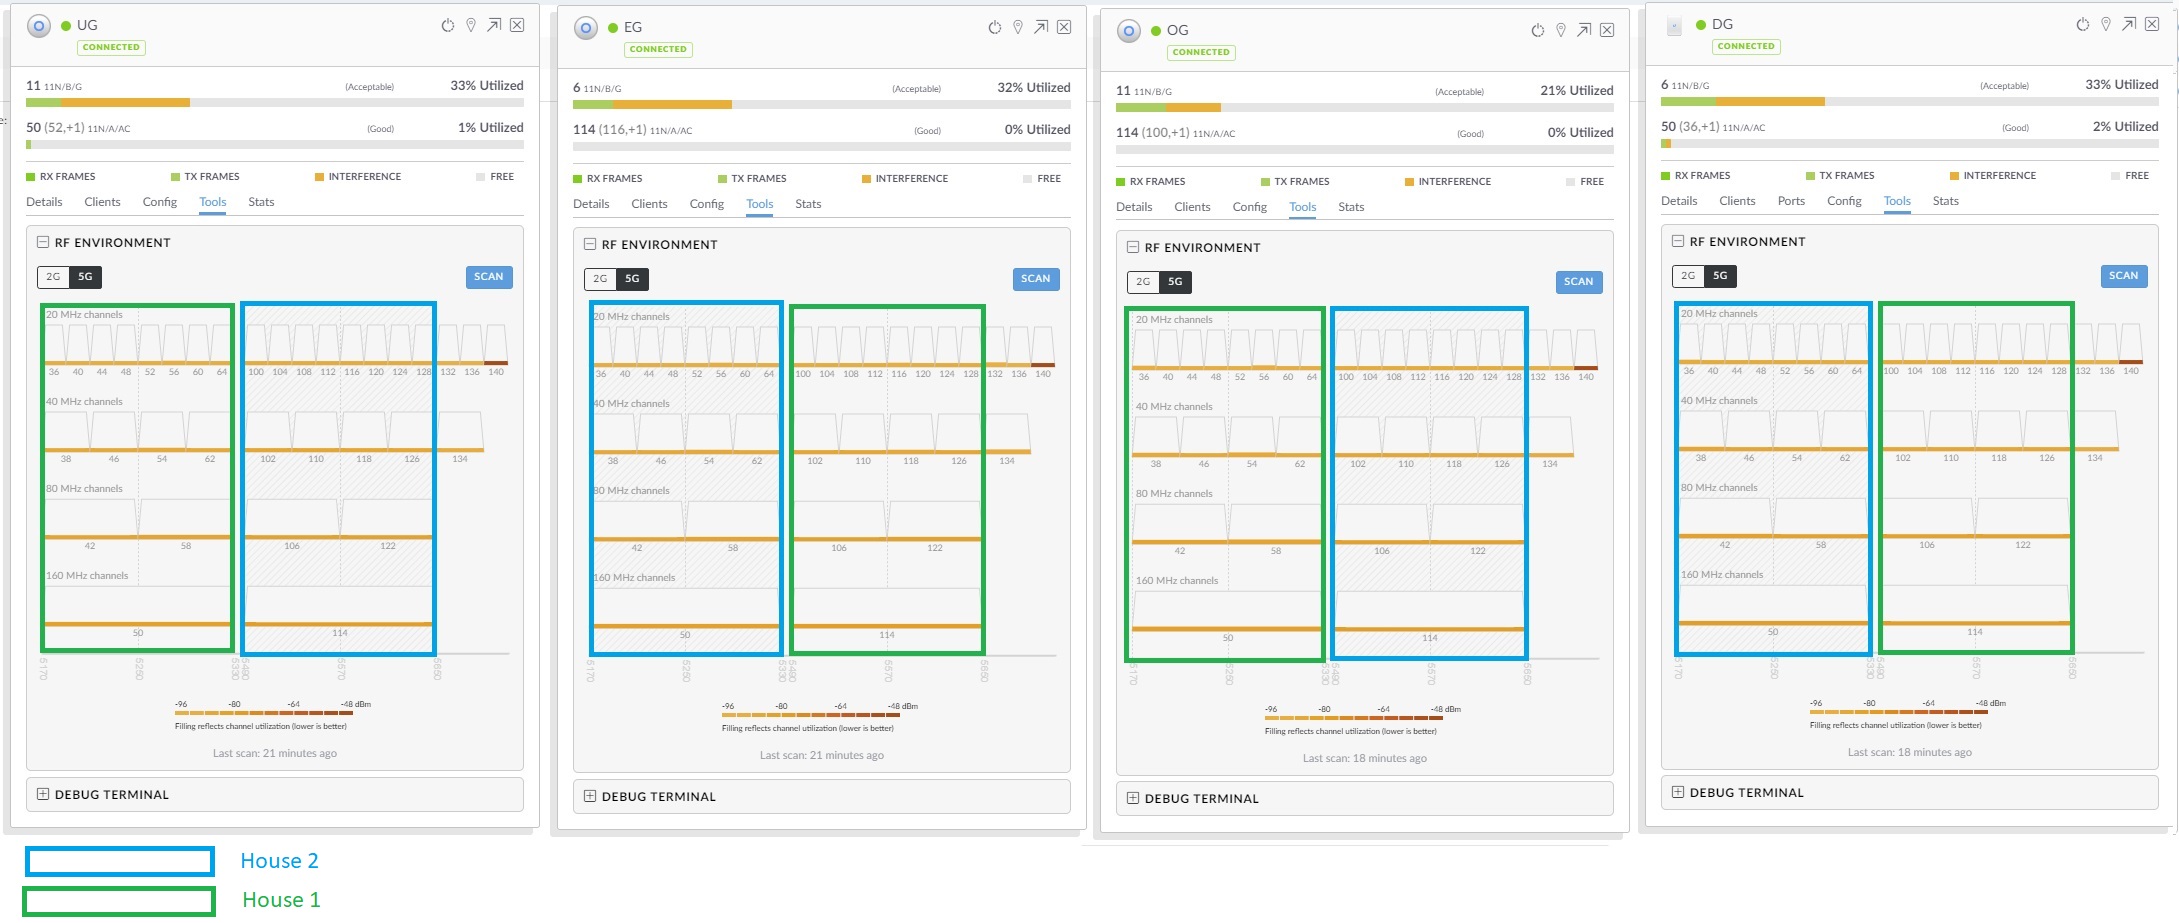 UG
CONNECTED
11 11N/B/G (Acceptable) 33% Utilized
50 (52,+1) 11N/A/AC (Good) 1% Utilized
RX FRAMES TX FRAMES INTERFERENCE FREE
Details Clients Config Tools Stats
RF ENVIRONMENT
2G 5G SCAN
20 MHz channels
36 40 44 48 52 56 60 64 100 104 108 112 116 120 124 128 132 136 140
40 MHz channels
38 46 54 62 102 110 118 126 134
80 MHz channels
42 58 106 122
160 MHz channels
50 114
5170 5250 5330 5490 5570 5650
-96 -80 -64 -48 dBm
Filling reflects channel utilization (lower is better)
Last scan: 21 minutes ago
DEBUG TERMINAL
EG
CONNECTED
6 11N/B/G (Acceptable) 32% Utilized
114 (116,+1) 11N/A/AC (Good) 0% Utilized
RX FRAMES TX FRAMES INTERFERENCE FREE
Details Clients Config Tools Stats
RF ENVIRONMENT
2G 5G SCAN
20 MHz channels
36 40 44 48 52 56 60 64 100 104 108 112 116 120 124 128 132 136 140
40 MHz channels
38 46 54 62 102 110 118 126 134
80 MHz channels
42 58 106 122
160 MHz channels
50 114
5170 5250 5330 5490 5570 5650
-96 -80 -64 -48 dBm
Filling reflects channel utilization (lower is better)
Last scan: 21 minutes ago
DEBUG TERMINAL
OG
CONNECTED
11 11N/B/G (Acceptable) 21% Utilized
114 (100,+1) 11N/A/AC (Good) 0% Utilized
RX FRAMES TX FRAMES INTERFERENCE FREE
Details Clients Config Tools Stats
RF ENVIRONMENT
2G 5G SCAN
20 MHz channels
36 40 44 48 52 56 60 64 100 104 108 112 116 120 124 128 132 136 140
40 MHz channels
38 46 54 62 102 110 118 126 134
80 MHz channels
42 58 106 122
160 MHz channels
50 114
5170 5250 5330 5490 5570 5650
-96 -80 -64 -48 dBm
Filling reflects channel utilization (lower is better)
Last scan: 18 minutes ago
DEBUG TERMINAL
DG
CONNECTED
6 11N/B/G (Acceptable) 33% Utilized
50 (36,+1) 11N/A/AC (Good) 2% Utilized
RX FRAMES TX FRAMES INTERFERENCE FREE
Details Clients Ports Config Tools Stats
RF ENVIRONMENT
2G 5G SCAN
20 MHz channels
36 40 44 48 52 56 60 64 100 104 108 112 116 120 124 128 132 136 140
40 MHz channels
38 46 54 62 102 110 118 126 134
80 MHz channels
42 58 106 122
160 MHz channels
50 114
5170 5250 5330 5490 5570 5650
-96 -80 -64 -48 dBm
Filling reflects channel utilization (lower is better)
Last scan: 18 minutes ago
DEBUG TERMINAL
House 2
House 1